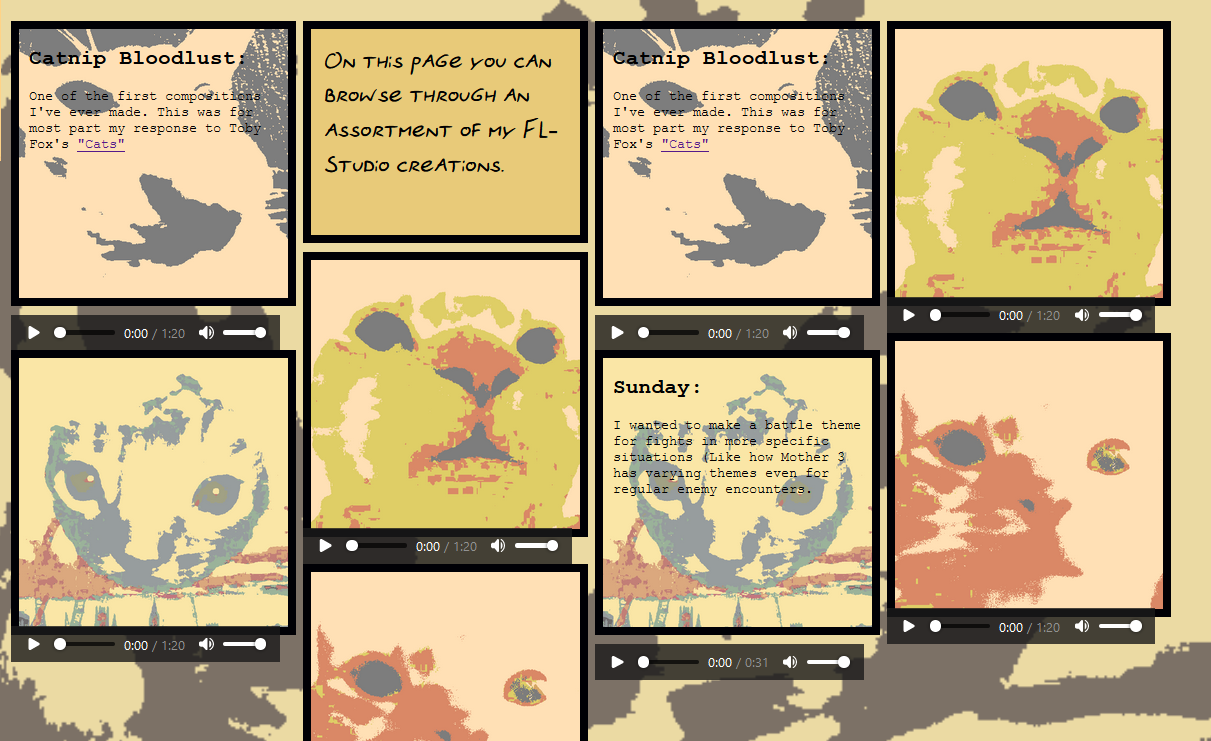 Catnip Bloodlust:
One of the first compositions
I've ever made. This was for
most part my response to Toby
Fox's "Cats"
0:00 / 1:20
0:00 / 1:20
On this page you can
browse through an
assortment of my FL-
Studio creations.
0:00 / 1:20
Catnip Bloodlust:
One of the first compositions
I've ever made. This was for
most part my response to Toby
Fox's "Cats"
0:00 / 1:20
Sunday:
I wanted to make a battle theme
for fights in more specific
situations (Like how Mother 3
has varying themes even for
regular enemy encounters.
0:00 / 0:31
0:00 / 1:20
0:00 / 1:20